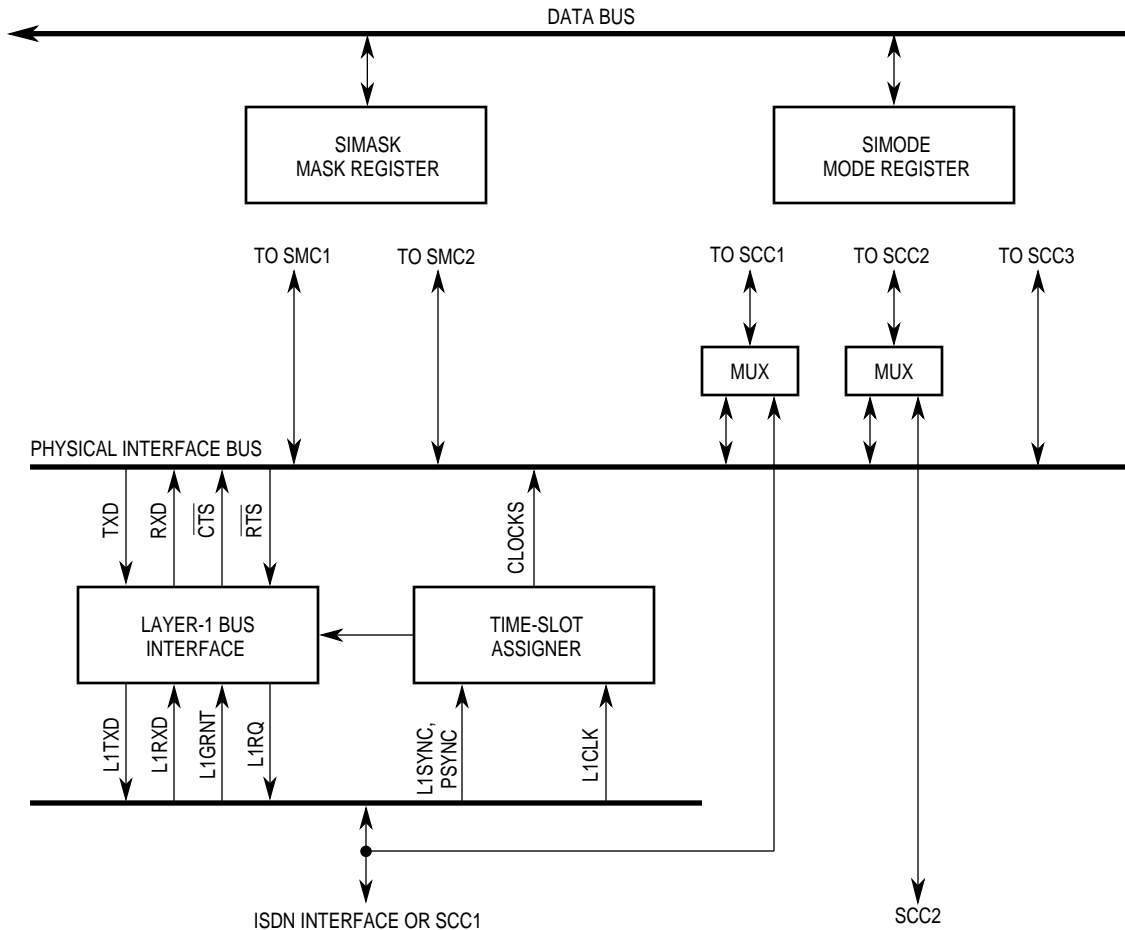 DATA BUS
SIMASK
MASK REGISTER
SIMODE
MODE REGISTER
TO SMC1
TO SMC2
TO SCC1
TO SCC2
TO SCC3
MUX
MUX
PHYSICAL INTERFACE BUS
TXD
RXD
C̅T̅S̅
R̅T̅S̅
CLOCKS
LAYER-1 BUS
INTERFACE
TIME-SLOT
ASSIGNER
L1TXD
L1RXD
L1GRNT
L1RQ
L1SYNC,
PSYNC
L1CLK
ISDN INTERFACE OR SCC1
SCC2